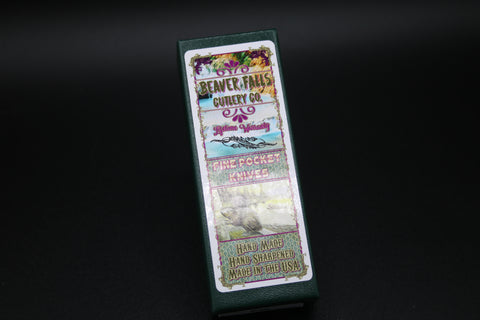 BEAVER FALLS
CUTLERY CO.
FINE POCKET
KNIVES
HAND MADE
HAND SHARPENED
MADE IN THE USA